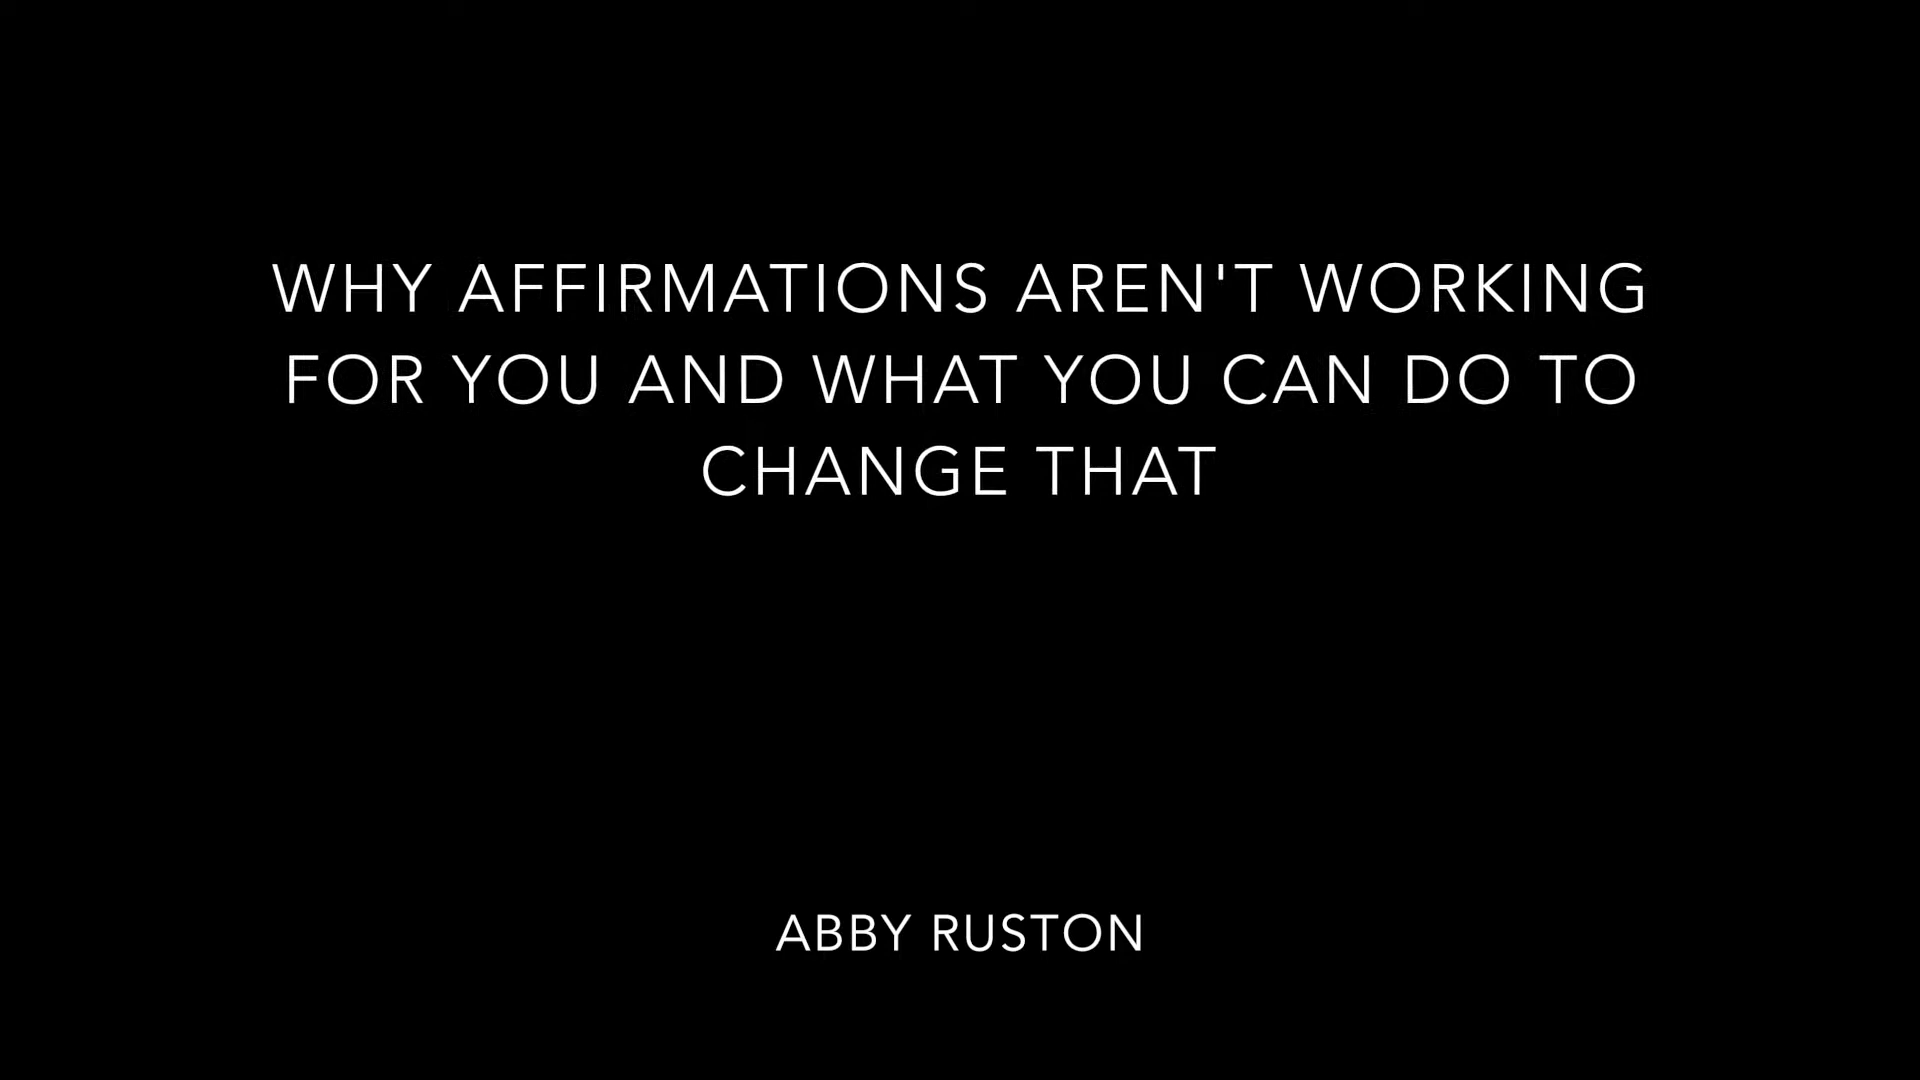 WHY AFFIRMATIONS AREN'T WORKING
FOR YOU AND WHAT YOU CAN DO TO
CHANGE THAT
ABBY RUSTON